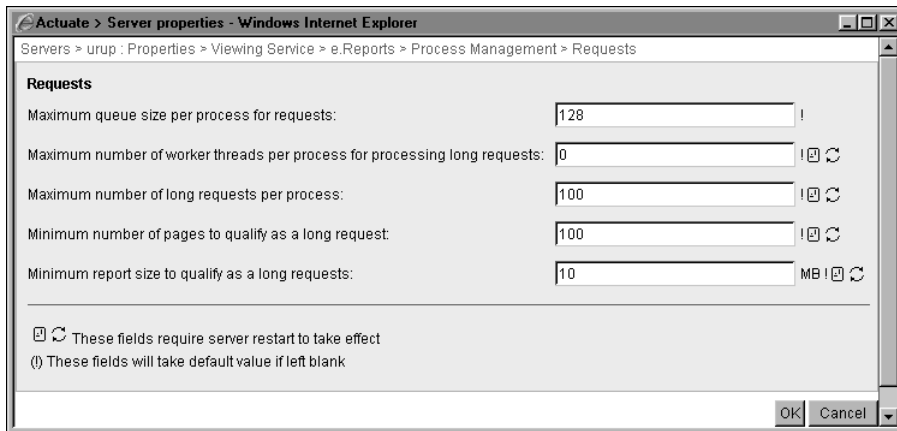 Actuate > Server properties - Windows Internet Explorer
Servers > urup : Properties > Viewing Service > e.Reports > Process Management > Requests
Requests
Maximum queue size per process for requests: 128 !
Maximum number of worker threads per process for processing long requests: 0 !
Maximum number of long requests per process: 100 !
Minimum number of pages to qualify as a long request: 100 !
Minimum report size to qualify as a long requests: 10 MB !
These fields require server restart to take effect
(!) These fields will take default value if left blank
OK Cancel